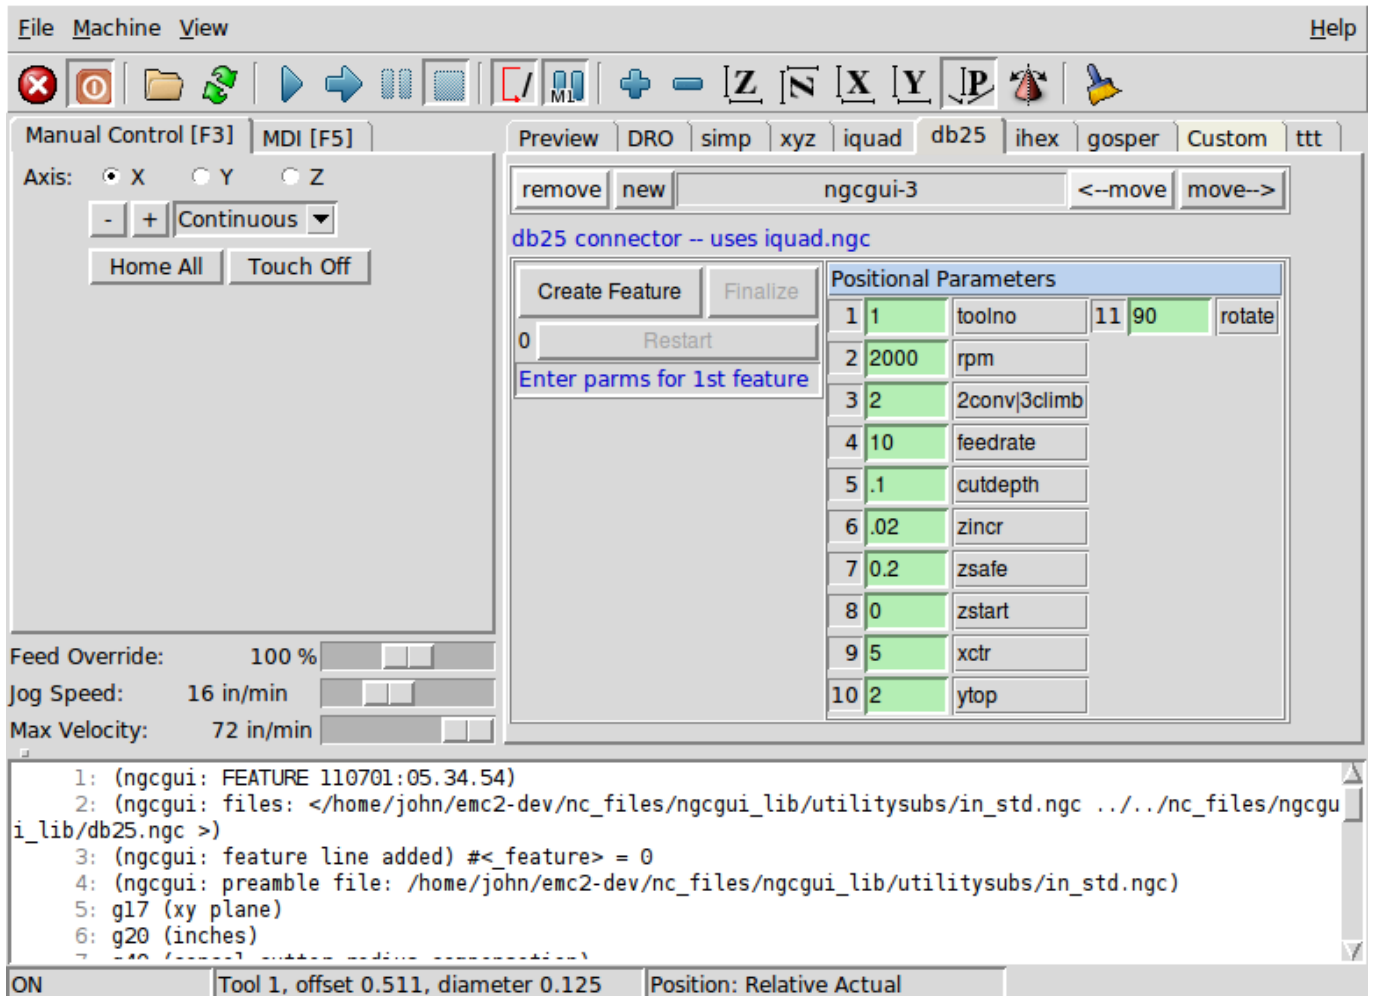 File Machine View Help
M1 Z N X Y P
Manual Control [F3] MDI [F5]
Preview DRO simp xyz iquad db25 ihex gosper Custom ttt
Axis: X Y Z
- + Continuous
Home All Touch Off
remove new ngcgui-3 <--move move-->
db25 connector -- uses iquad.ngc
Create Feature Finalize
0 Restart
Enter parms for 1st feature
Positional Parameters
1 1 toolno 11 90 rotate
2 2000 rpm
3 2 2conv|3climb
4 10 feedrate
5 .1 cutdepth
6 .02 zincr
7 0.2 zsafe
8 0 zstart
9 5 xctr
10 2 ytop
Feed Override: 100 %
Jog Speed: 16 in/min
Max Velocity: 72 in/min
1: (ngcgui: FEATURE 110701:05.34.54)
2: (ngcgui: files: </home/john/emc2-dev/nc_files/ngcgui_lib/utilitysubs/in_std.ngc ../../nc_files/ngcgu
i_lib/db25.ngc >)
3: (ngcgui: feature line added) #<_feature> = 0
4: (ngcgui: preamble file: /home/john/emc2-dev/nc_files/ngcgui_lib/utilitysubs/in_std.ngc)
5: g17 (xy plane)
6: g20 (inches)
ON Tool 1, offset 0.511, diameter 0.125 Position: Relative Actual